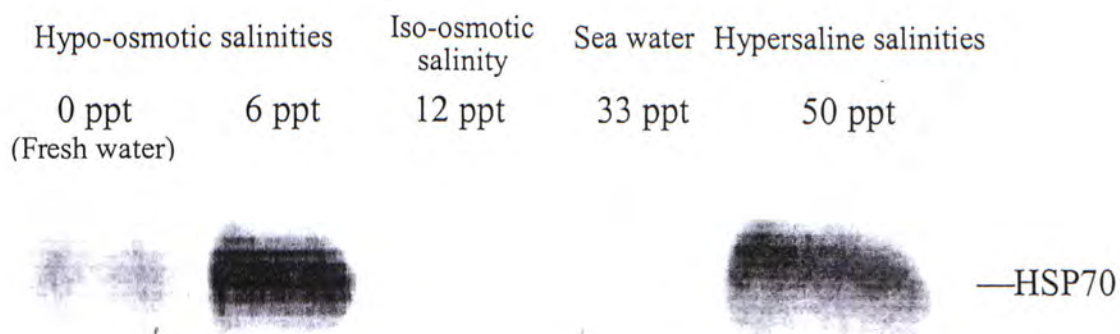 Hypo-osmotic salinities
Iso-osmotic
salinity
Sea water
Hypersaline salinities
0 ppt
(Fresh water)
6 ppt
12 ppt
33 ppt
50 ppt
—HSP70